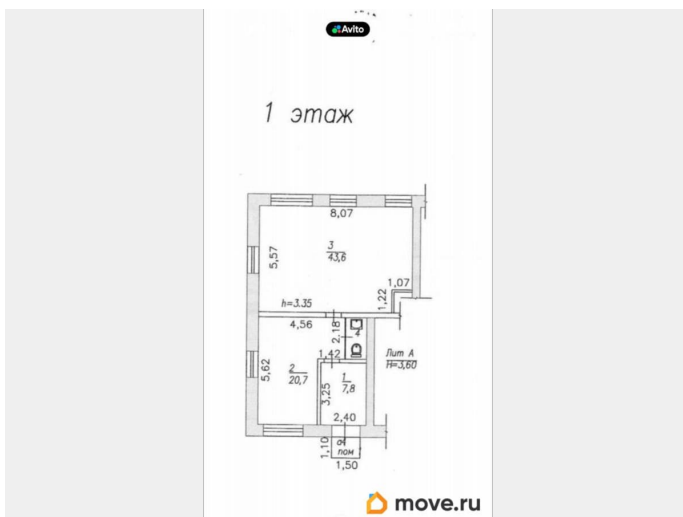 Avito
1 этаж
8,07
3
43,6
5,57
1,07
1,22
h=3.35
4,56
2,18
4
1,42
Лит А
H=3,60
5,62
2
20,7
1
7,8
3,25
2,40
1,10
пом
1,50
move.ru